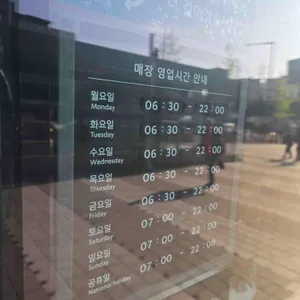 매장 영업시간 안내
월요일 06 : 30 - 22 : 00
Monday
화요일 06 : 30 - 22 : 00
Tuesday
수요일 06 : 30 - 22 : 00
Wednesday
목요일 06 : 30 - 22 : 00
Thursday
금요일 06 : 30 - 22 : 00
Friday
토요일 07 : 00 - 22 : 00
Saturday
일요일 07 : 00 - 22 : 00
Sunday
공휴일 07 : 00 - 22 : 00
National holiday